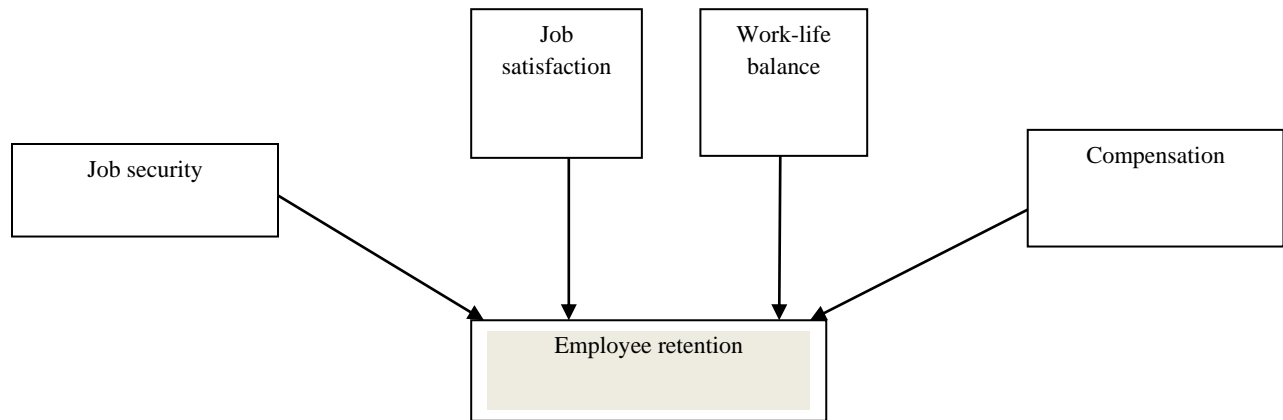 Job
satisfaction
Work-life
balance
Job security
Compensation
Employee retention